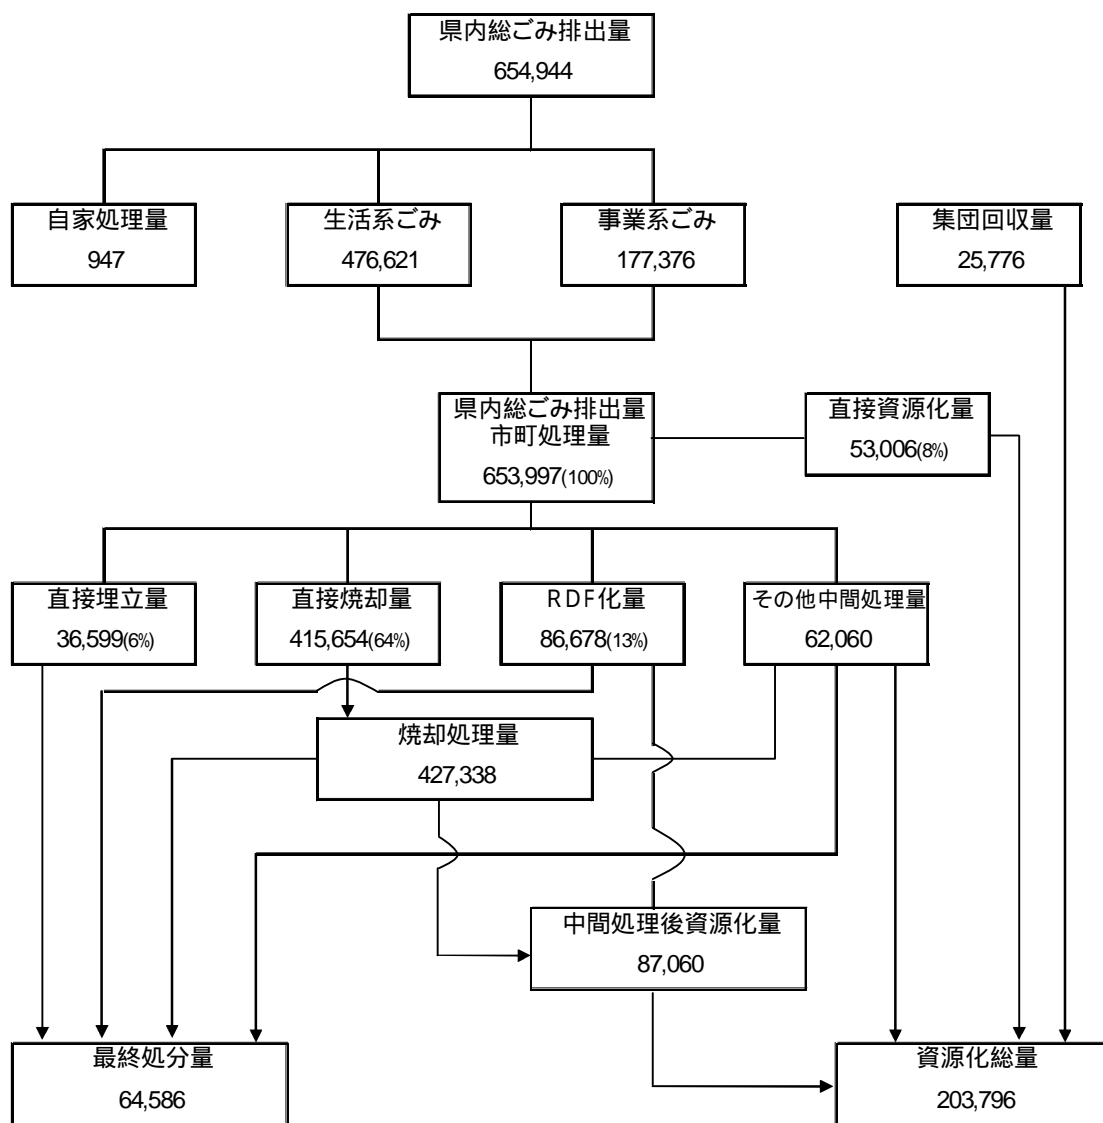 県内総ごみ排出量
654,944
自家処理量
947
生活系ごみ
476,621
事業系ごみ
177,376
集団回収量
25,776
県内総ごみ排出量
市町処理量
653,997(100%)
直接資源化量
53,006(8%)
直接埋立量
36,599(6%)
直接焼却量
415,654(64%)
RDF化量
86,678(13%)
その他中間処理量
62,060
焼却処理量
427,338
中間処理後資源化量
87,060
最終処分量
64,586
資源化総量
203,796